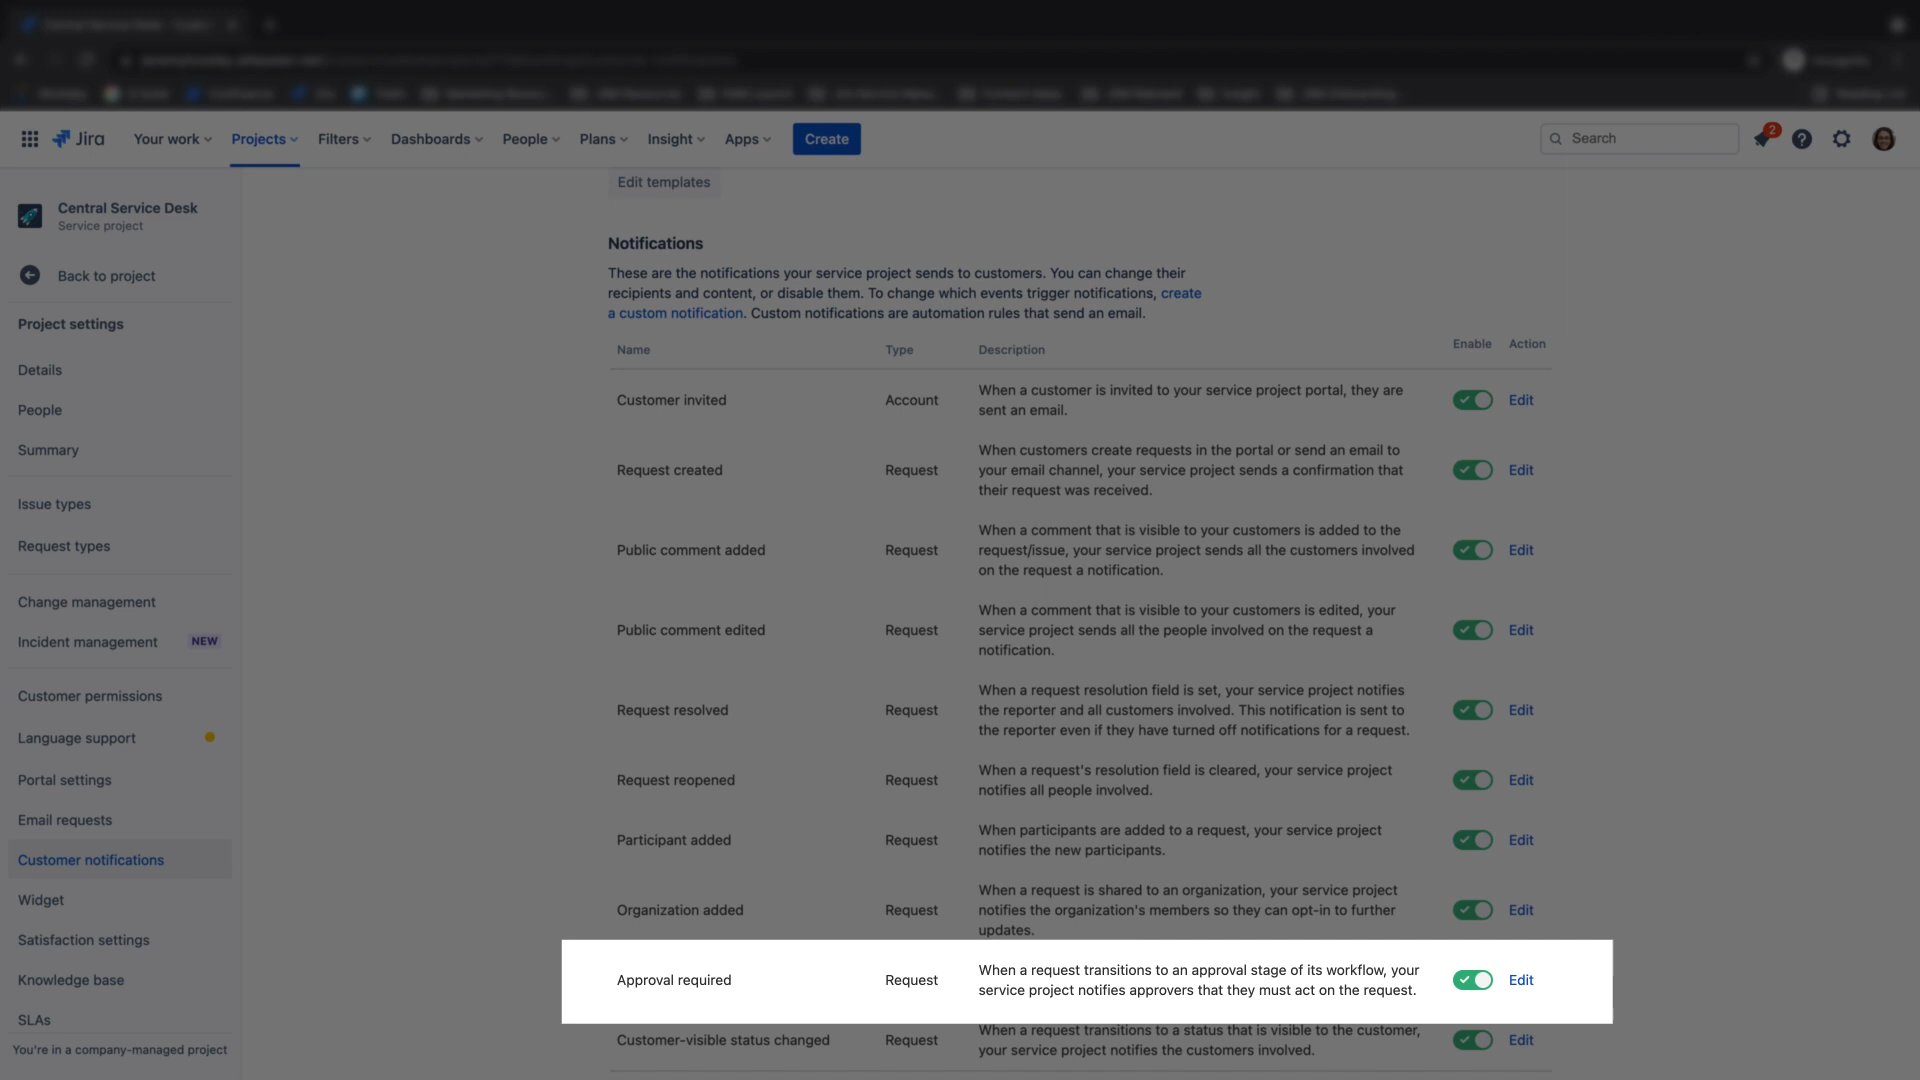 Jira
Your work
Projects
Filters
Dashboards
People
Plans
Insight
Apps
Create
Search
2
Central Service Desk
Service project
Back to project
Project settings
Details
People
Summary
Issue types
Request types
Change management
Incident management NEW
Customer permissions
Language support
Portal settings
Email requests
Customer notifications
Widget
Satisfaction settings
Knowledge base
SLAs
You're in a company-managed project
Edit templates
Notifications
These are the notifications your service project sends to customers. You can change their
recipients and content, or disable them. To change which events trigger notifications, create
a custom notification. Custom notifications are automation rules that send an email.
Name Type Description Enable Action
Customer invited Account When a customer is invited to your service project portal, they are
sent an email. Edit
Request created Request When customers create requests in the portal or send an email to
your email channel, your service project sends a confirmation that
their request was received. Edit
Public comment added Request When a comment that is visible to your customers is added to the
request/issue, your service project sends all the customers involved
on the request a notification. Edit
Public comment edited Request When a comment that is visible to your customers is edited, your
service project sends all the people involved on the request a
notification. Edit
Request resolved Request When a request resolution field is set, your service project notifies
the reporter and all customers involved. This notification is sent to
the reporter even if they have turned off notifications for a request. Edit
Request reopened Request When a request's resolution field is cleared, your service project
notifies all people involved. Edit
Participant added Request When participants are added to a request, your service project
notifies the new participants. Edit
Organization added Request When a request is shared to an organization, your service project
notifies the organization's members so they can opt-in to further
updates. Edit
Approval required Request When a request transitions to an approval stage of its workflow, your
service project notifies approvers that they must act on the request. Edit
Customer-visible status changed Request When a request transitions to a status that is visible to the customer,
your service project notifies the customers involved. Edit